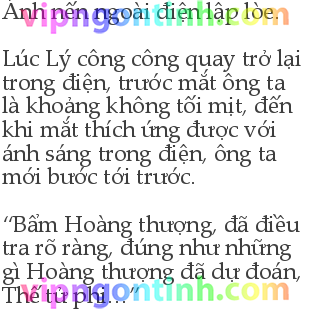 Ánh nến ngoài điện lập lòe.
vipngontinh.com
Lúc Lý công công quay trở lại
trong điện, trước mắt ông ta
là khoảng không tối mịt, đến
khi mắt thích ứng được với
ánh sáng trong điện, ông ta
mới bước tới trước.
“Bẩm Hoàng thượng, đã điều
tra rõ ràng, đúng như những
gì Hoàng thượng đã dự đoán,
Thế tử phi…”
vipngontinh.com